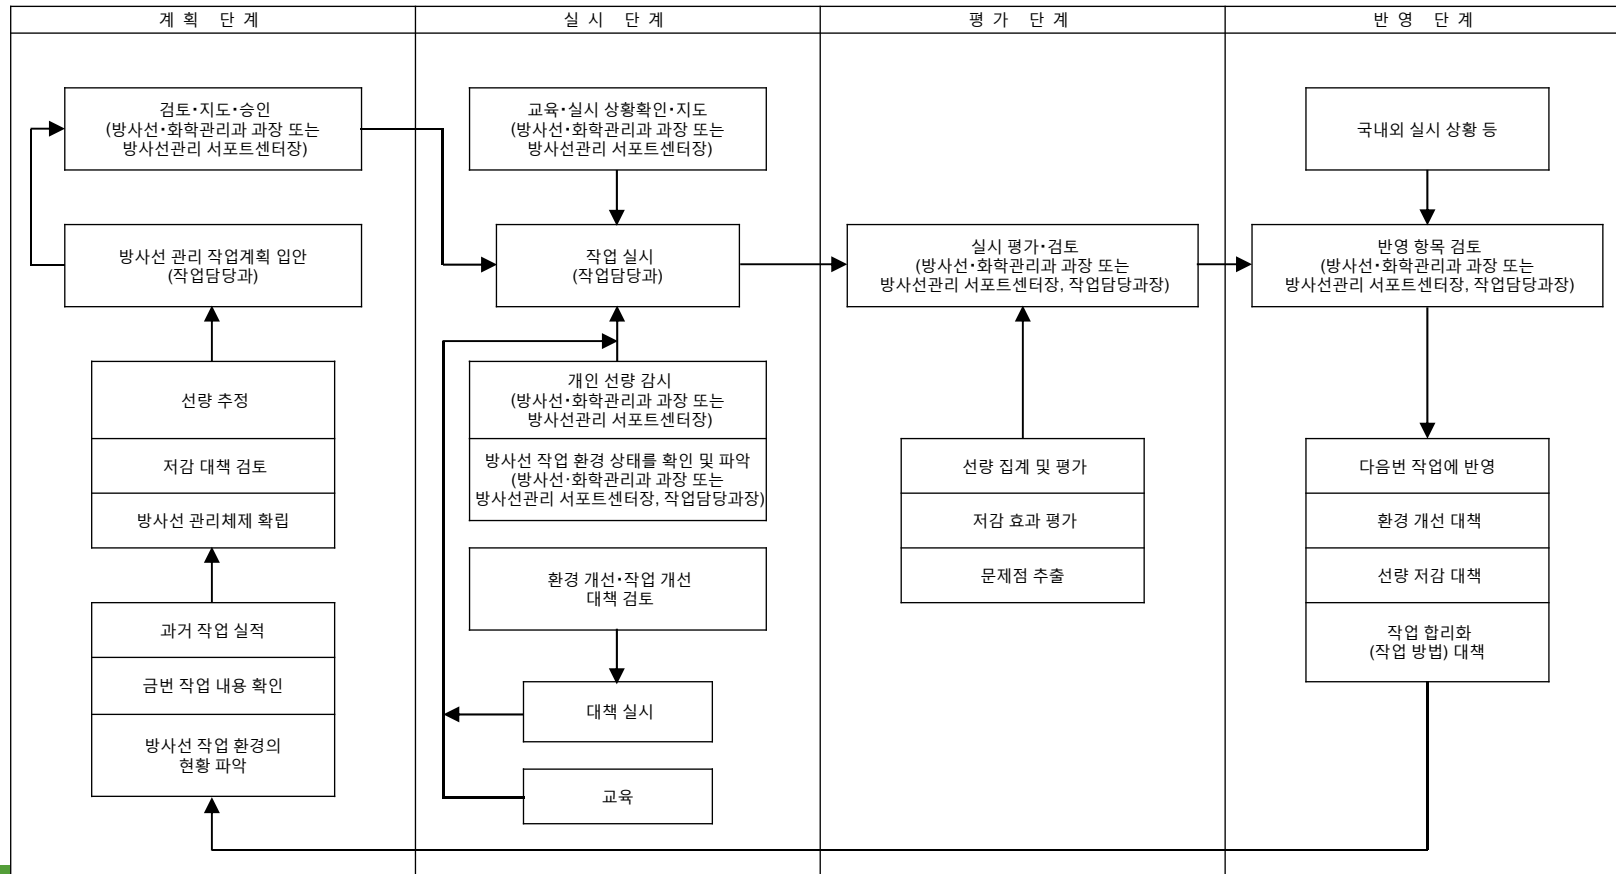 계 획 단 계
실 시 단 계
평 가 단 계
반 영 단 계
검토･지도･승인
(방사선･화학관리과 과장 또는
방사선관리 서포트센터장)
방사선 관리 작업계획 입안
(작업담당과)
선량 추정
저감 대책 검토
방사선 관리체제 확립
과거 작업 실적
금번 작업 내용 확인
방사선 작업 환경의
현황 파악
교육･실시 상황확인･지도
(방사선･화학관리과 과장 또는
방사선관리 서포트센터장)
작업 실시
(작업담당과)
개인 선량 감시
(방사선･화학관리과 과장 또는
방사선관리 서포트센터장)
방사선 작업 환경 상태를 확인 및 파악
(방사선·화학관리과 과장 또는
방사선관리 서포트센터장, 작업담당과장)
환경 개선･작업 개선
대책 검토
대책 실시
교육
실시 평가･검토
(방사선･화학관리과 과장 또는
방사선관리 서포트센터장, 작업담당과장)
선량 집계 및 평가
저감 효과 평가
문제점 추출
국내외 실시 상황 등
반영 항목 검토
(방사선･화학관리과 과장 또는
방사선관리 서포트센터장, 작업담당과장)
다음번 작업에 반영
환경 개선 대책
선량 저감 대책
작업 합리화
(작업 방법) 대책